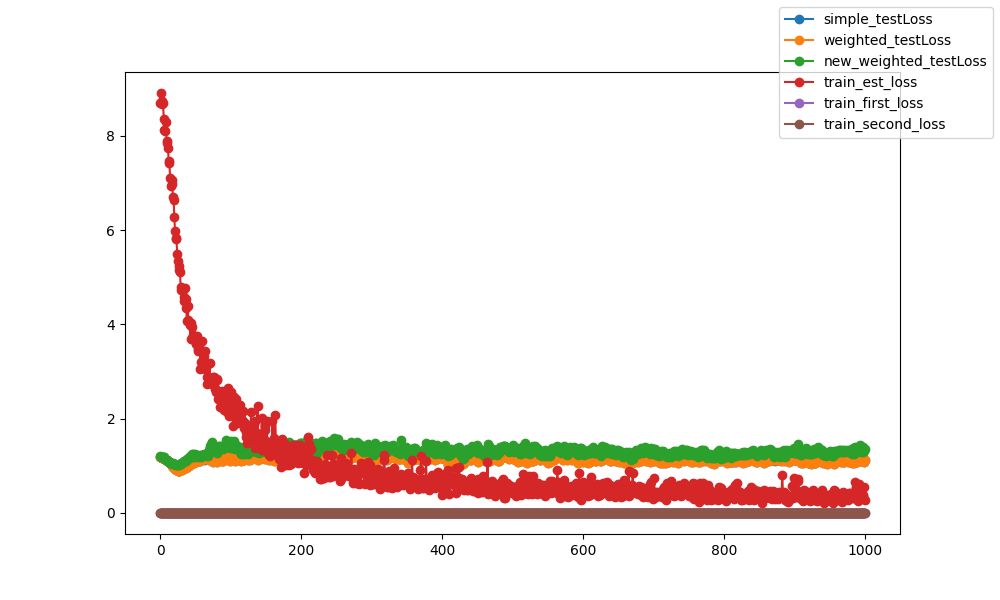 simple_testLoss
weighted_testLoss
new_weighted_testLoss
train_est_loss
train_first_loss
train_second_loss
8
6
4
2
0
0 200 400 600 800 1000